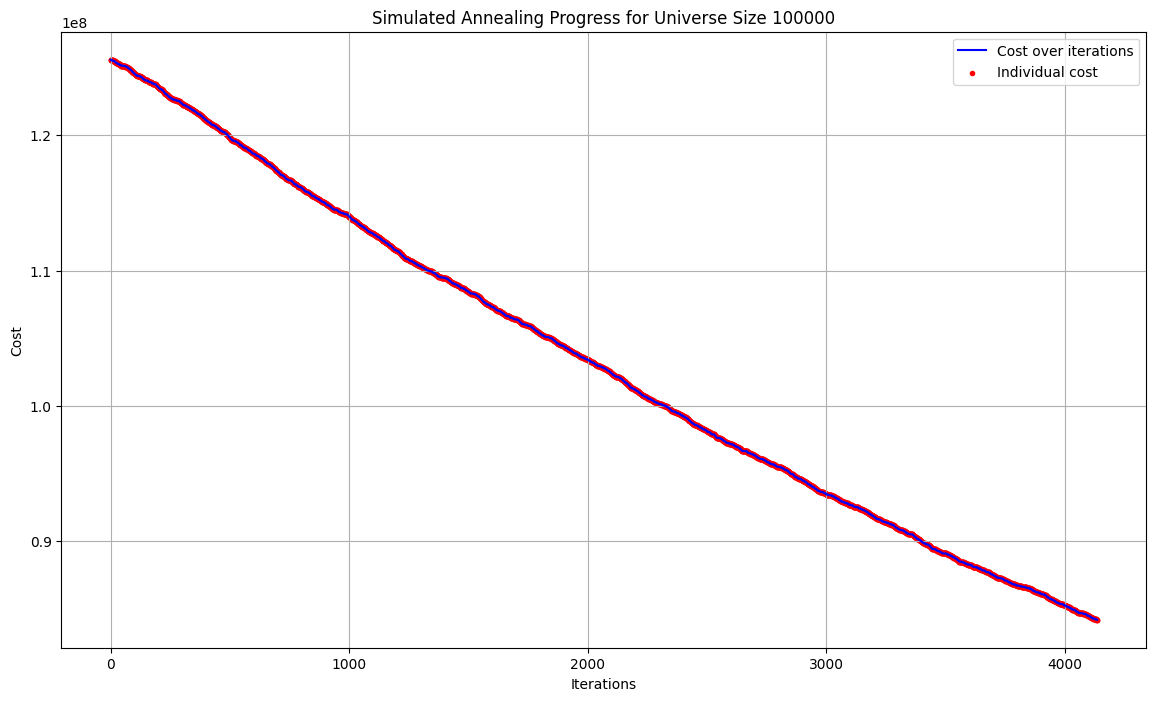 Simulated Annealing Progress for Universe Size 100000
1e8
Cost over iterations
Individual cost
1.2
1.1
1.0
0.9
Cost
0 1000 2000 3000 4000
Iterations